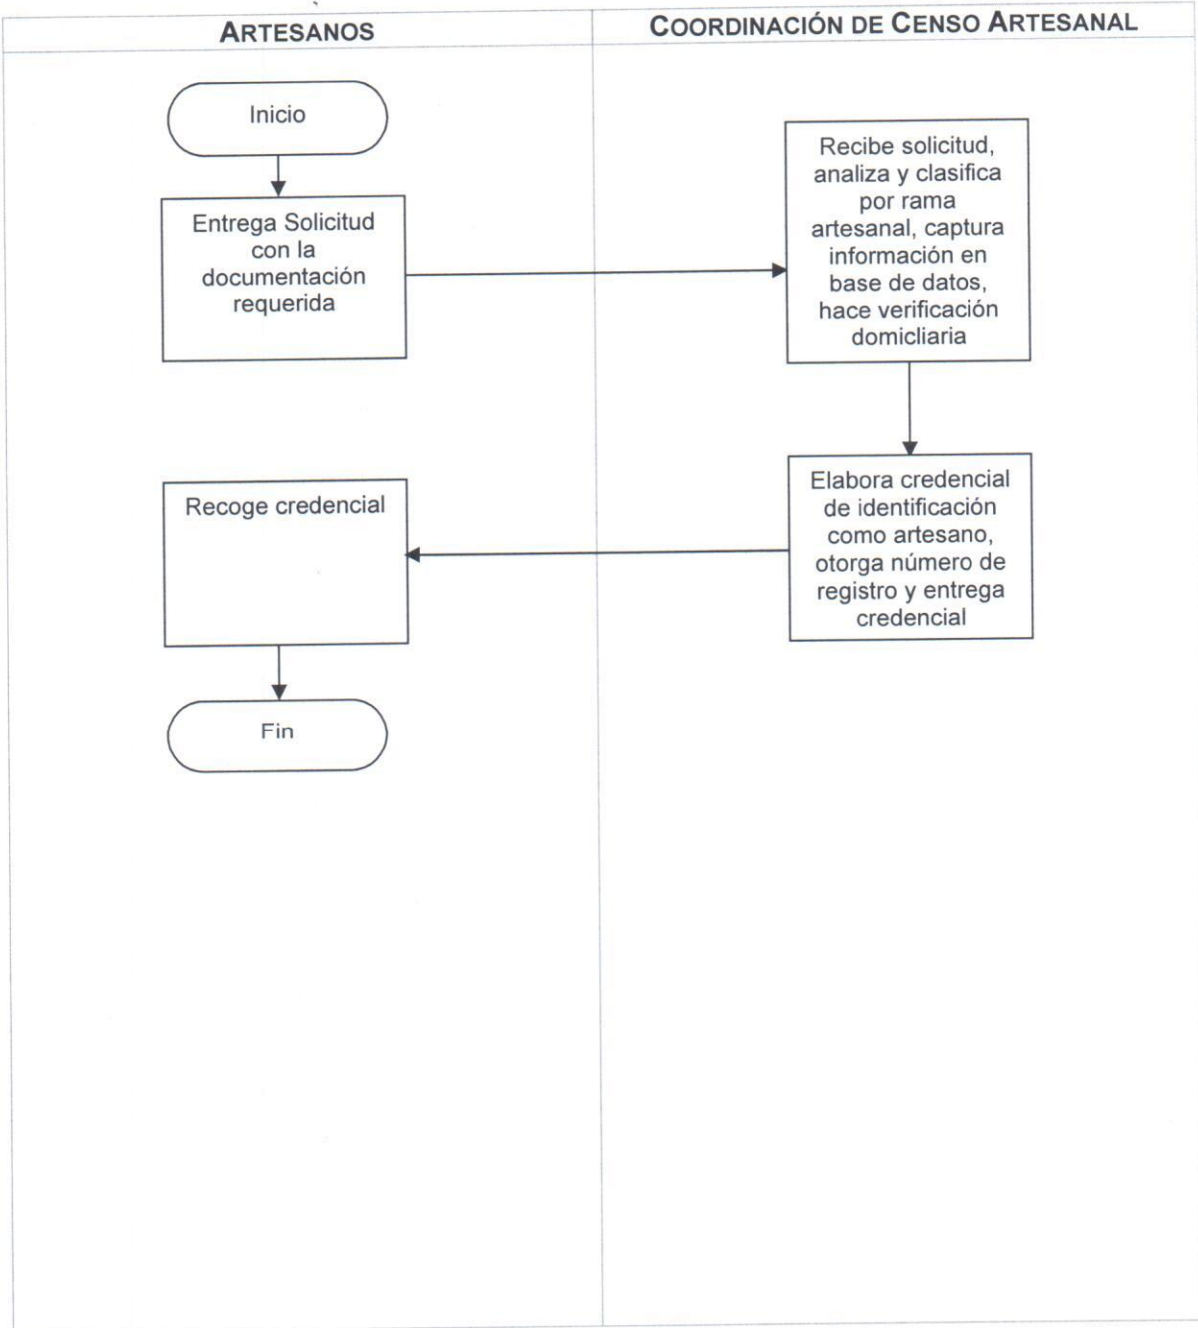 ARTESANOS
COORDINACIÓN DE CENSO ARTESANAL
Inicio
Entrega Solicitud
con la
documentación
requerida
Recibe solicitud,
analiza y clasifica
por rama
artesanal, captura
información en
base de datos,
hace verificación
domicliaria
Elabora credencial
de identificación
como artesano,
otorga número de
registro y entrega
credencial
Recoge credencial
Fin